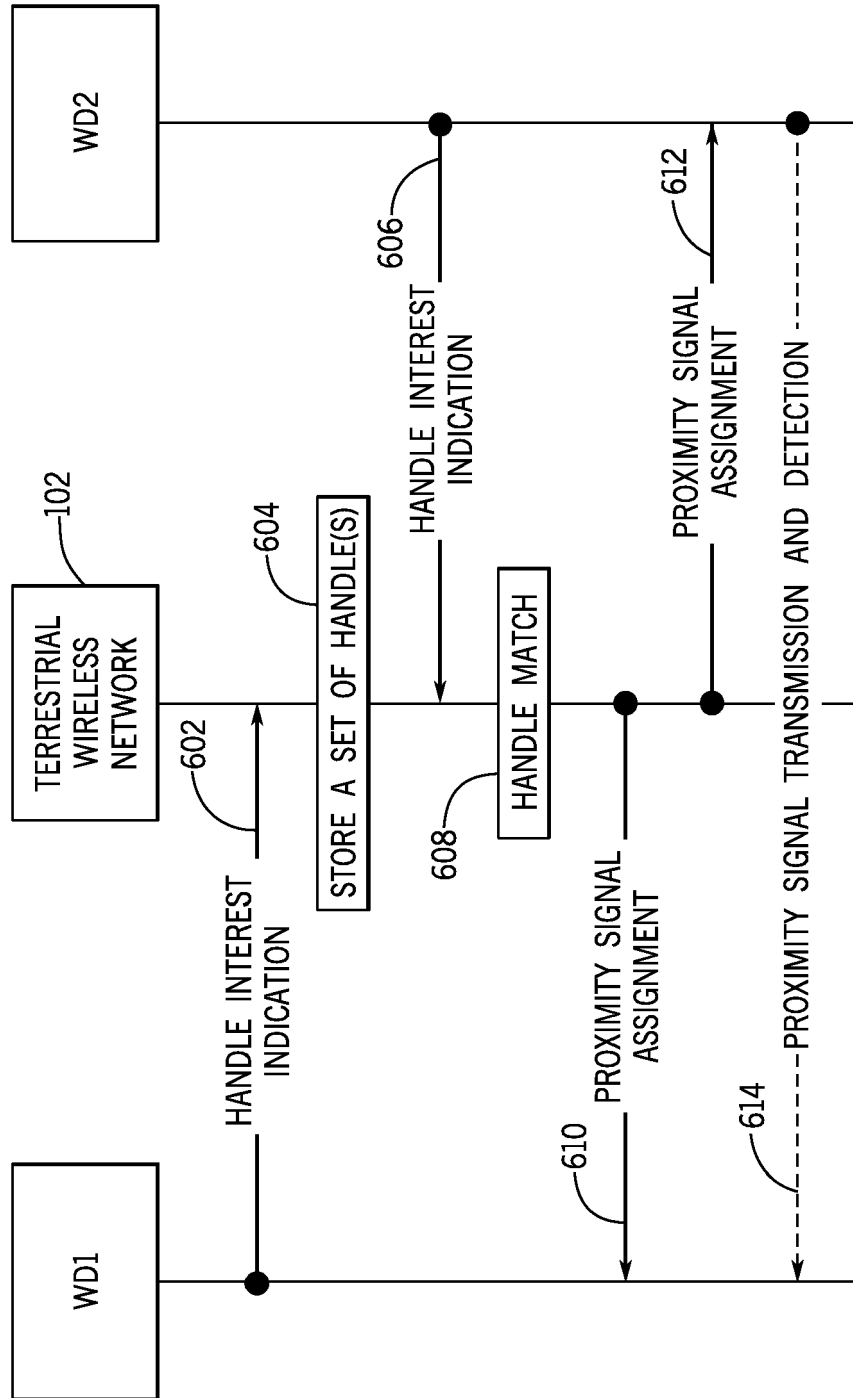 WD1
TERRESTRIAL
WIRELESS
NETWORK
102
WD2
HANDLE INTEREST
INDICATION
602
STORE A SET OF HANDLE(S)
604
HANDLE INTEREST
INDICATION
606
HANDLE MATCH
608
PROXIMITY SIGNAL
ASSIGNMENT
610
PROXIMITY SIGNAL
ASSIGNMENT
612
PROXIMITY SIGNAL TRANSMISSION AND DETECTION
614